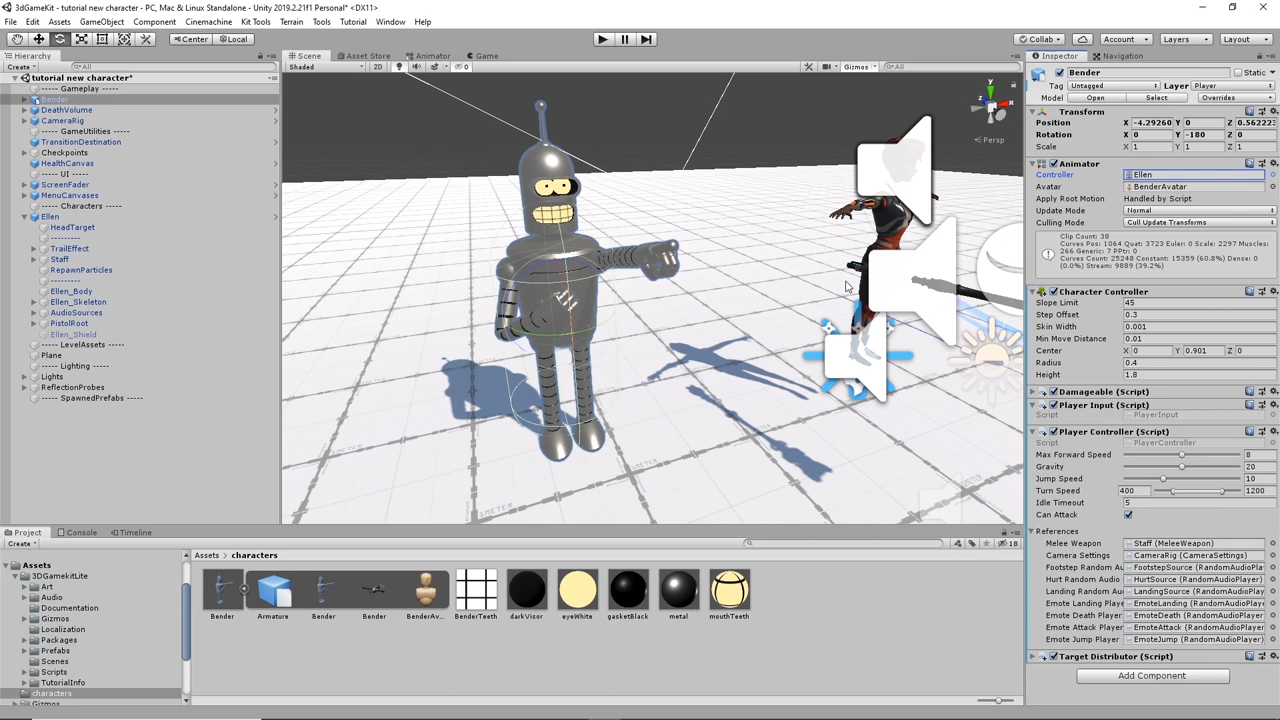 3dGameKit - tutorial new character - PC, Mac & Linux Standalone - Unity 2019.2.21f1 Personal* <DX11>
File Edit Assets GameObject Component Cinemachine Kit Tools Terrain Tools Tutorial Window Help
Center Local Collab Account Layers Layout
Hierarchy
Create All
tutorial new character*
----- Gameplay -----
Bender
DeathVolume
CameraRig
----- GameUtilities -----
TransitionDestination
Checkpoints
HealthCanvas
----- UI -----
ScreenFader
MenuCanvases
----- Characters -----
Ellen
HeadTarget
---------
TrailEffect
Staff
RepawnParticles
---------
Ellen_Body
Ellen_Skeleton
AudioSources
PistolRoot
Ellen_Shield
----- LevelAssets -----
Plane
----- Lighting -----
Lights
ReflectionProbes
----- SpawnedPrefabs -----
Scene Asset Store Animator Game
Shaded 2D 0 Gizmos All
y
x
Persp
METER
Inspector Navigation
Bender Static
Tag Untagged Layer Player
Model Open Select Overrides
Transform
Position X -4.29260 Y 0 Z 0.562223
Rotation X 0 Y -180 Z 0
Scale X 1 Y 1 Z 1
Animator
Controller Ellen
Avatar BenderAvatar
Apply Root Motion Handled by Script
Update Mode Normal
Culling Mode Cull Update Transforms
Clip Count: 38
Curves Pos: 1064 Quat: 3723 Euler: 0 Scale: 2297 Muscles:
266 Generic: 7 PPtr: 0
Curves Count: 25248 Constant: 15359 (60.8%) Dense: 0
(0.0%) Stream: 9889 (39.2%)
Character Controller
Slope Limit 45
Step Offset 0.3
Skin Width 0.001
Min Move Distance 0.01
Center X 0 Y 0.901 Z 0
Radius 0.4
Height 1.8
Damageable (Script)
Player Input (Script)
Script PlayerInput
Player Controller (Script)
Script PlayerController
Max Forward Speed 8
Gravity 20
Jump Speed 10
Turn Speed 400 1200
Idle Timeout 5
Can Attack
References
Melee Weapon Staff (MeleeWeapon)
Camera Settings CameraRig (CameraSettings)
Footstep Random Au FootstepSource (RandomAudioPlayer)
Hurt Random Audio HurtSource (RandomAudioPlayer)
Landing Random Audio LandingSource (RandomAudioPlayer)
Emote Landing Player EmoteLanding (RandomAudioPlayer)
Emote Death Player EmoteDeath (RandomAudioPlayer)
Emote Attack Player EmoteAttack (RandomAudioPlayer)
Emote Jump Player EmoteJump (RandomAudioPlayer)
Target Distributor (Script)
Add Component
Project Console Timeline
Create 18
Assets
3DGamekitLite
Art
Audio
Documentation
Gizmos
Localization
Packages
Prefabs
Scenes
Scripts
TutorialInfo
characters
Gizmos
Assets characters
Bender Armature Bender Bender BenderAv... BenderTeeth darkVisor eyeWhite gasketBlack metal mouthTeeth